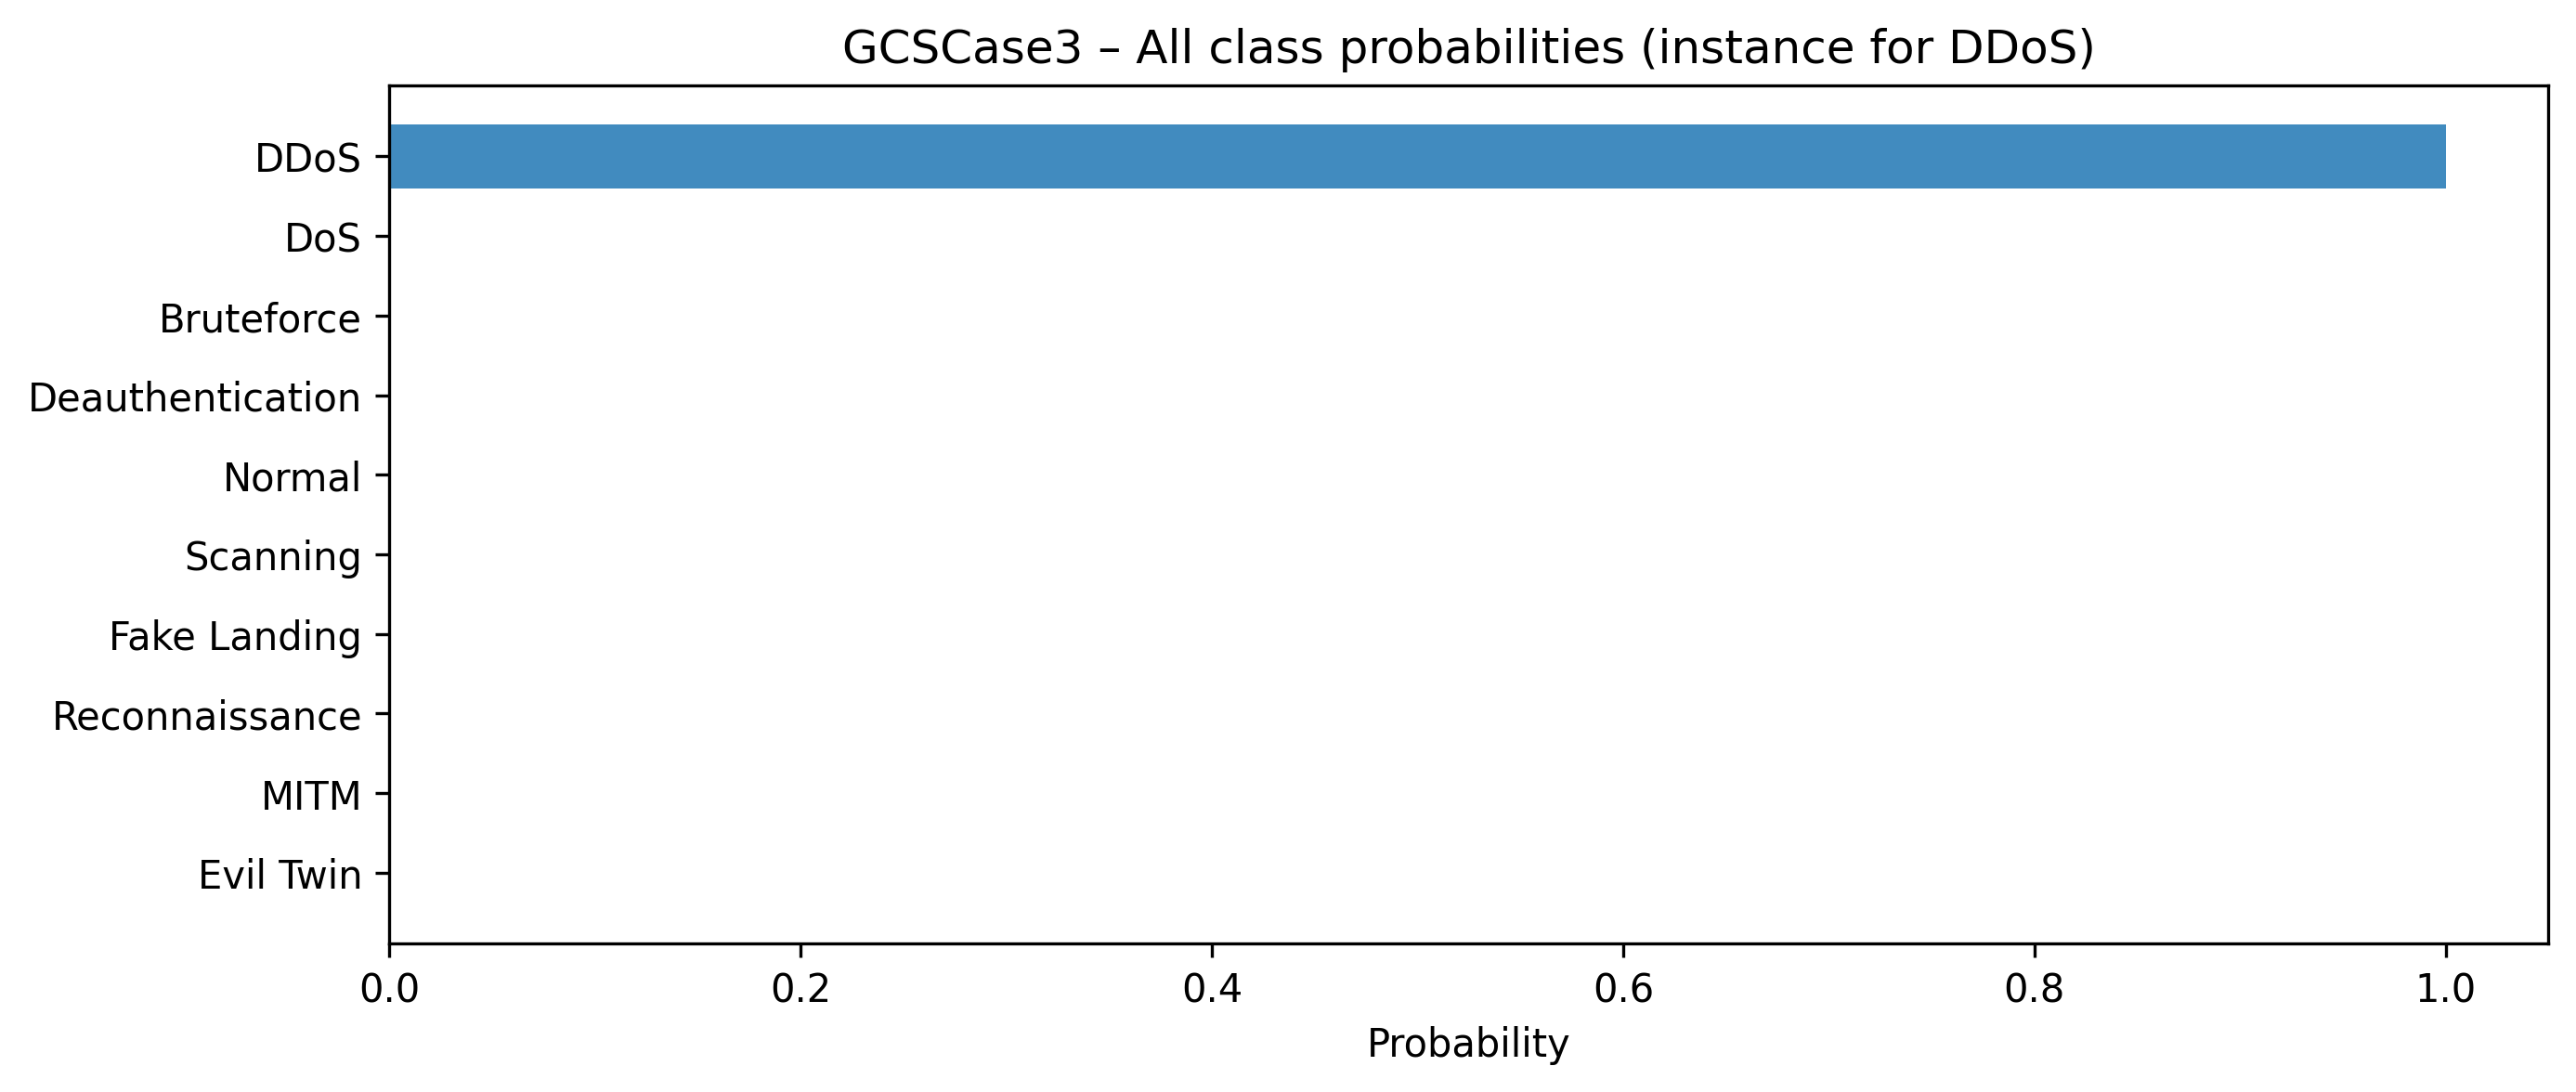 GCSCase3 – All class probabilities (instance for DDoS)
DDoS
DoS
Bruteforce
Deauthentication
Normal
Scanning
Fake Landing
Reconnaissance
MITM
Evil Twin
0.0 0.2 0.4 0.6 0.8 1.0
Probability